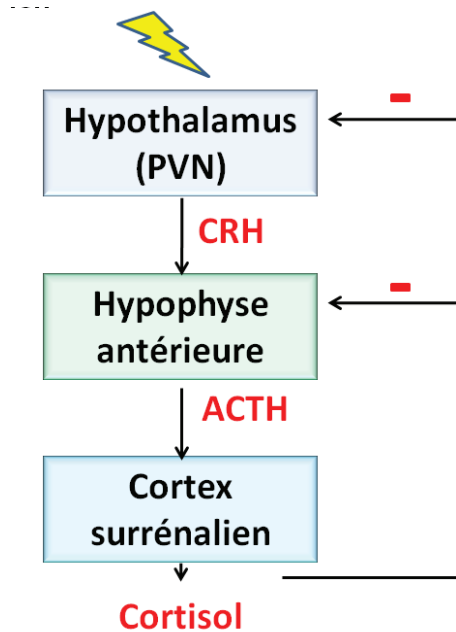 Hypothalamus
(PVN)
-
CRH
Hypophyse
antérieure
-
ACTH
Cortex
surrénalien
Cortisol